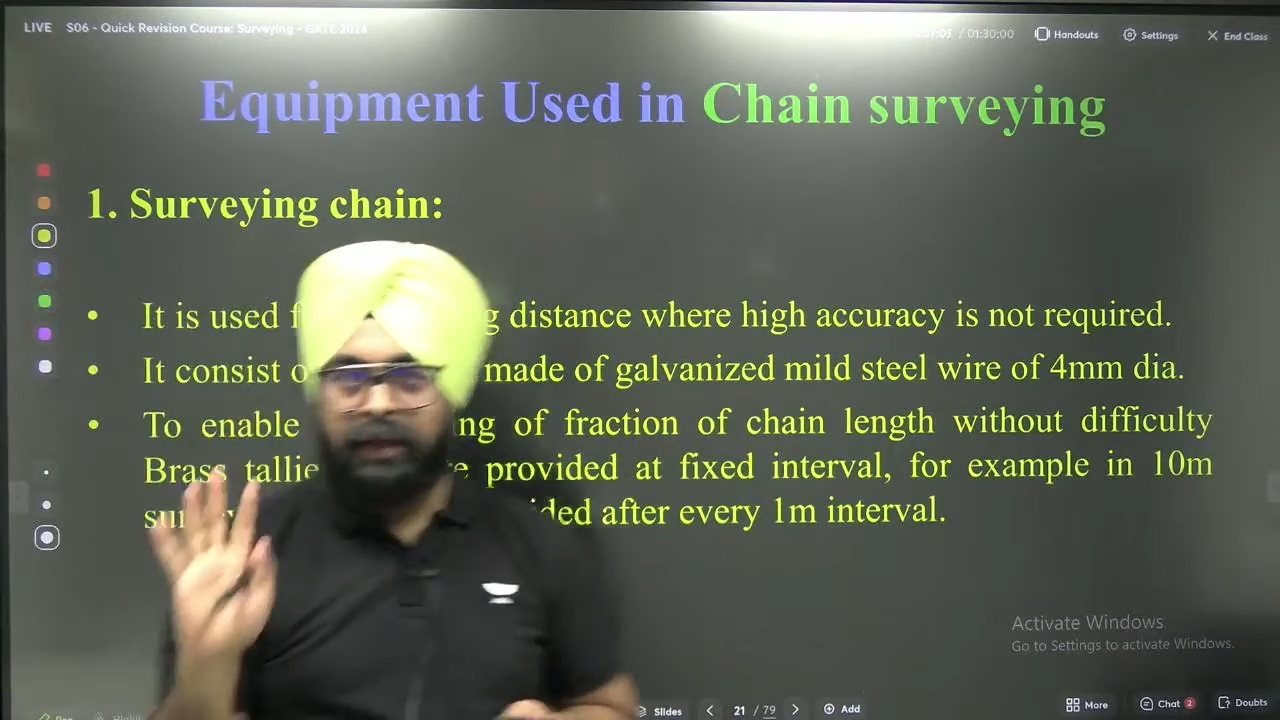 LIVE S06 - Quick Revision Course: Surveying - GATE 2024 / 01:30:00 Handouts Settings End Class
Equipment Used in Chain surveying
1. Surveying chain:
• It is used distance where high accuracy is not required.
• It consist made of galvanized mild steel wire of 4mm dia.
• To enable of fraction of chain length without difficulty
Brass provided at fixed interval, for example in 10m
after every 1m interval.
Activate Windows
Go to Settings to activate Windows.
Slides 21 / 79 Add More Chat 2 Doubts